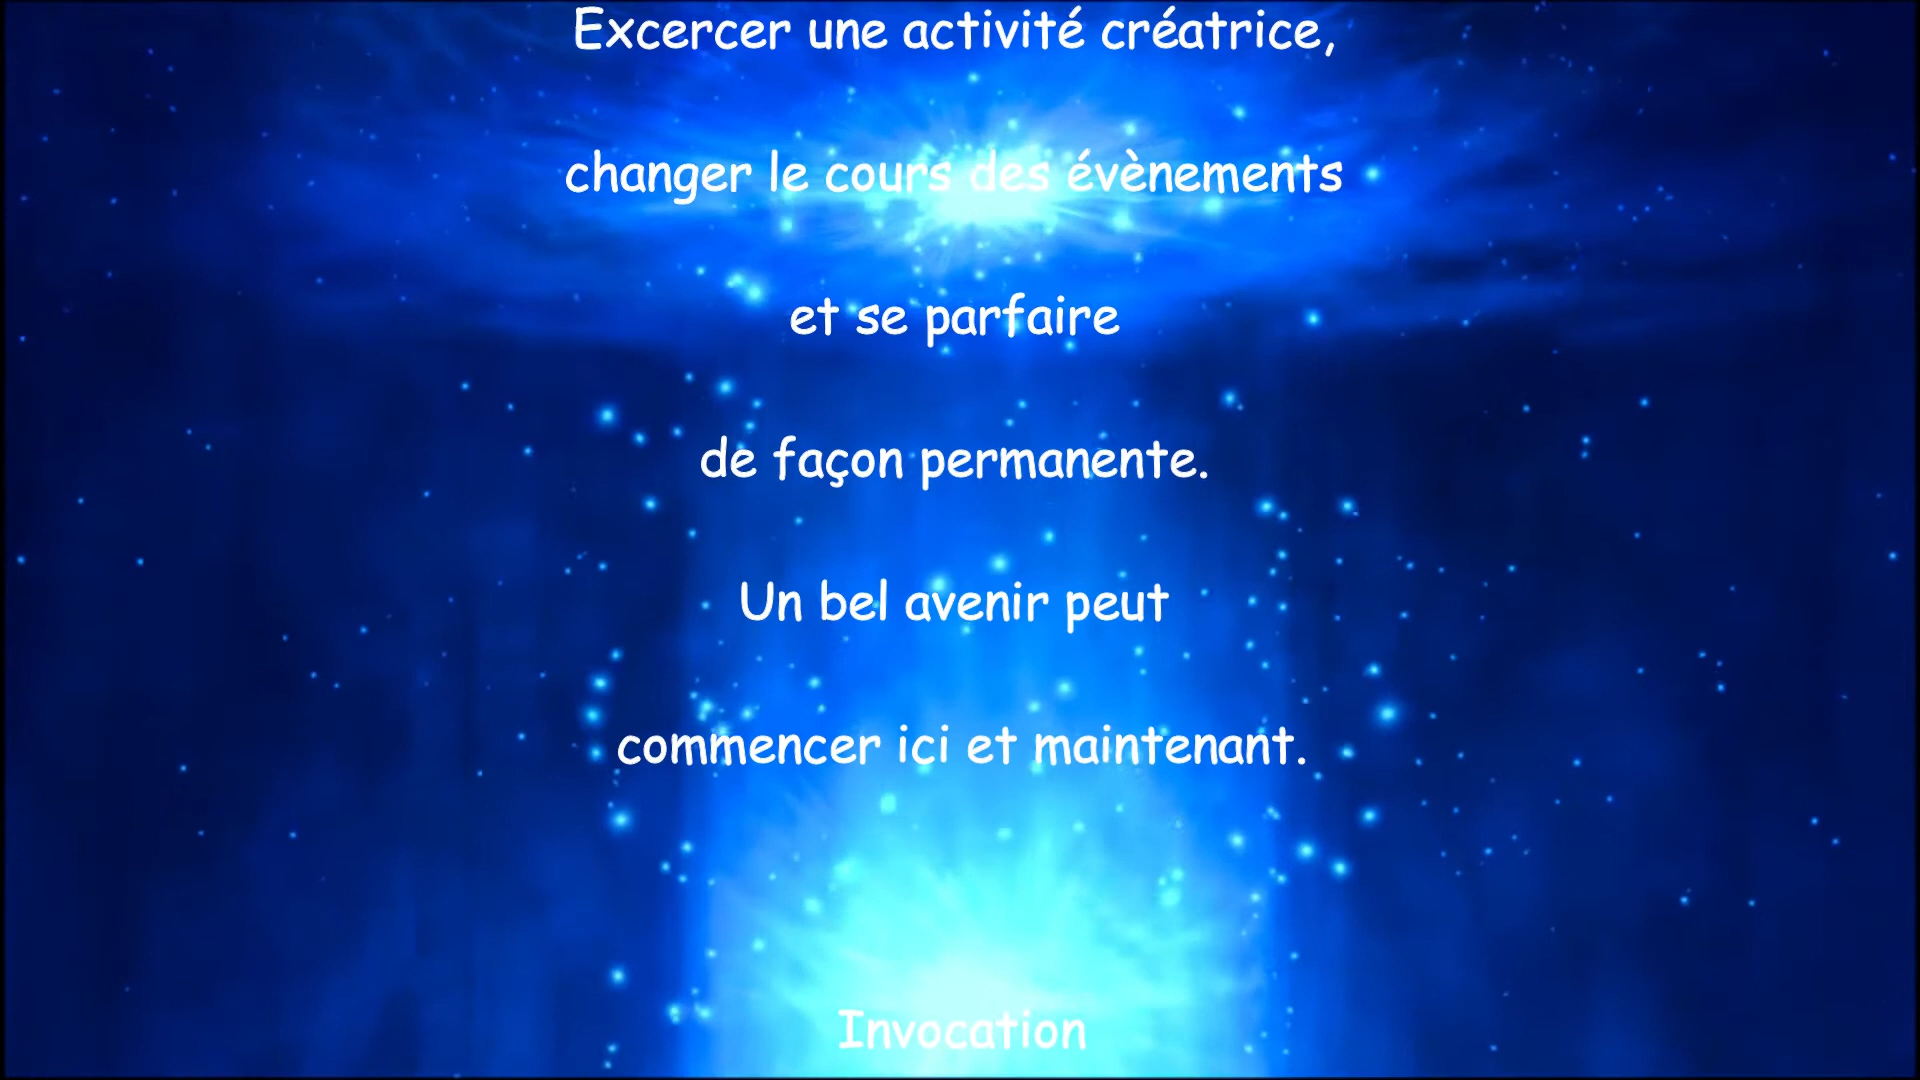 Excercer une activité créatrice,
changer le cours des évènements
et se parfaire
de façon permanente.
Un bel avenir peut
commencer ici et maintenant.
Invocation